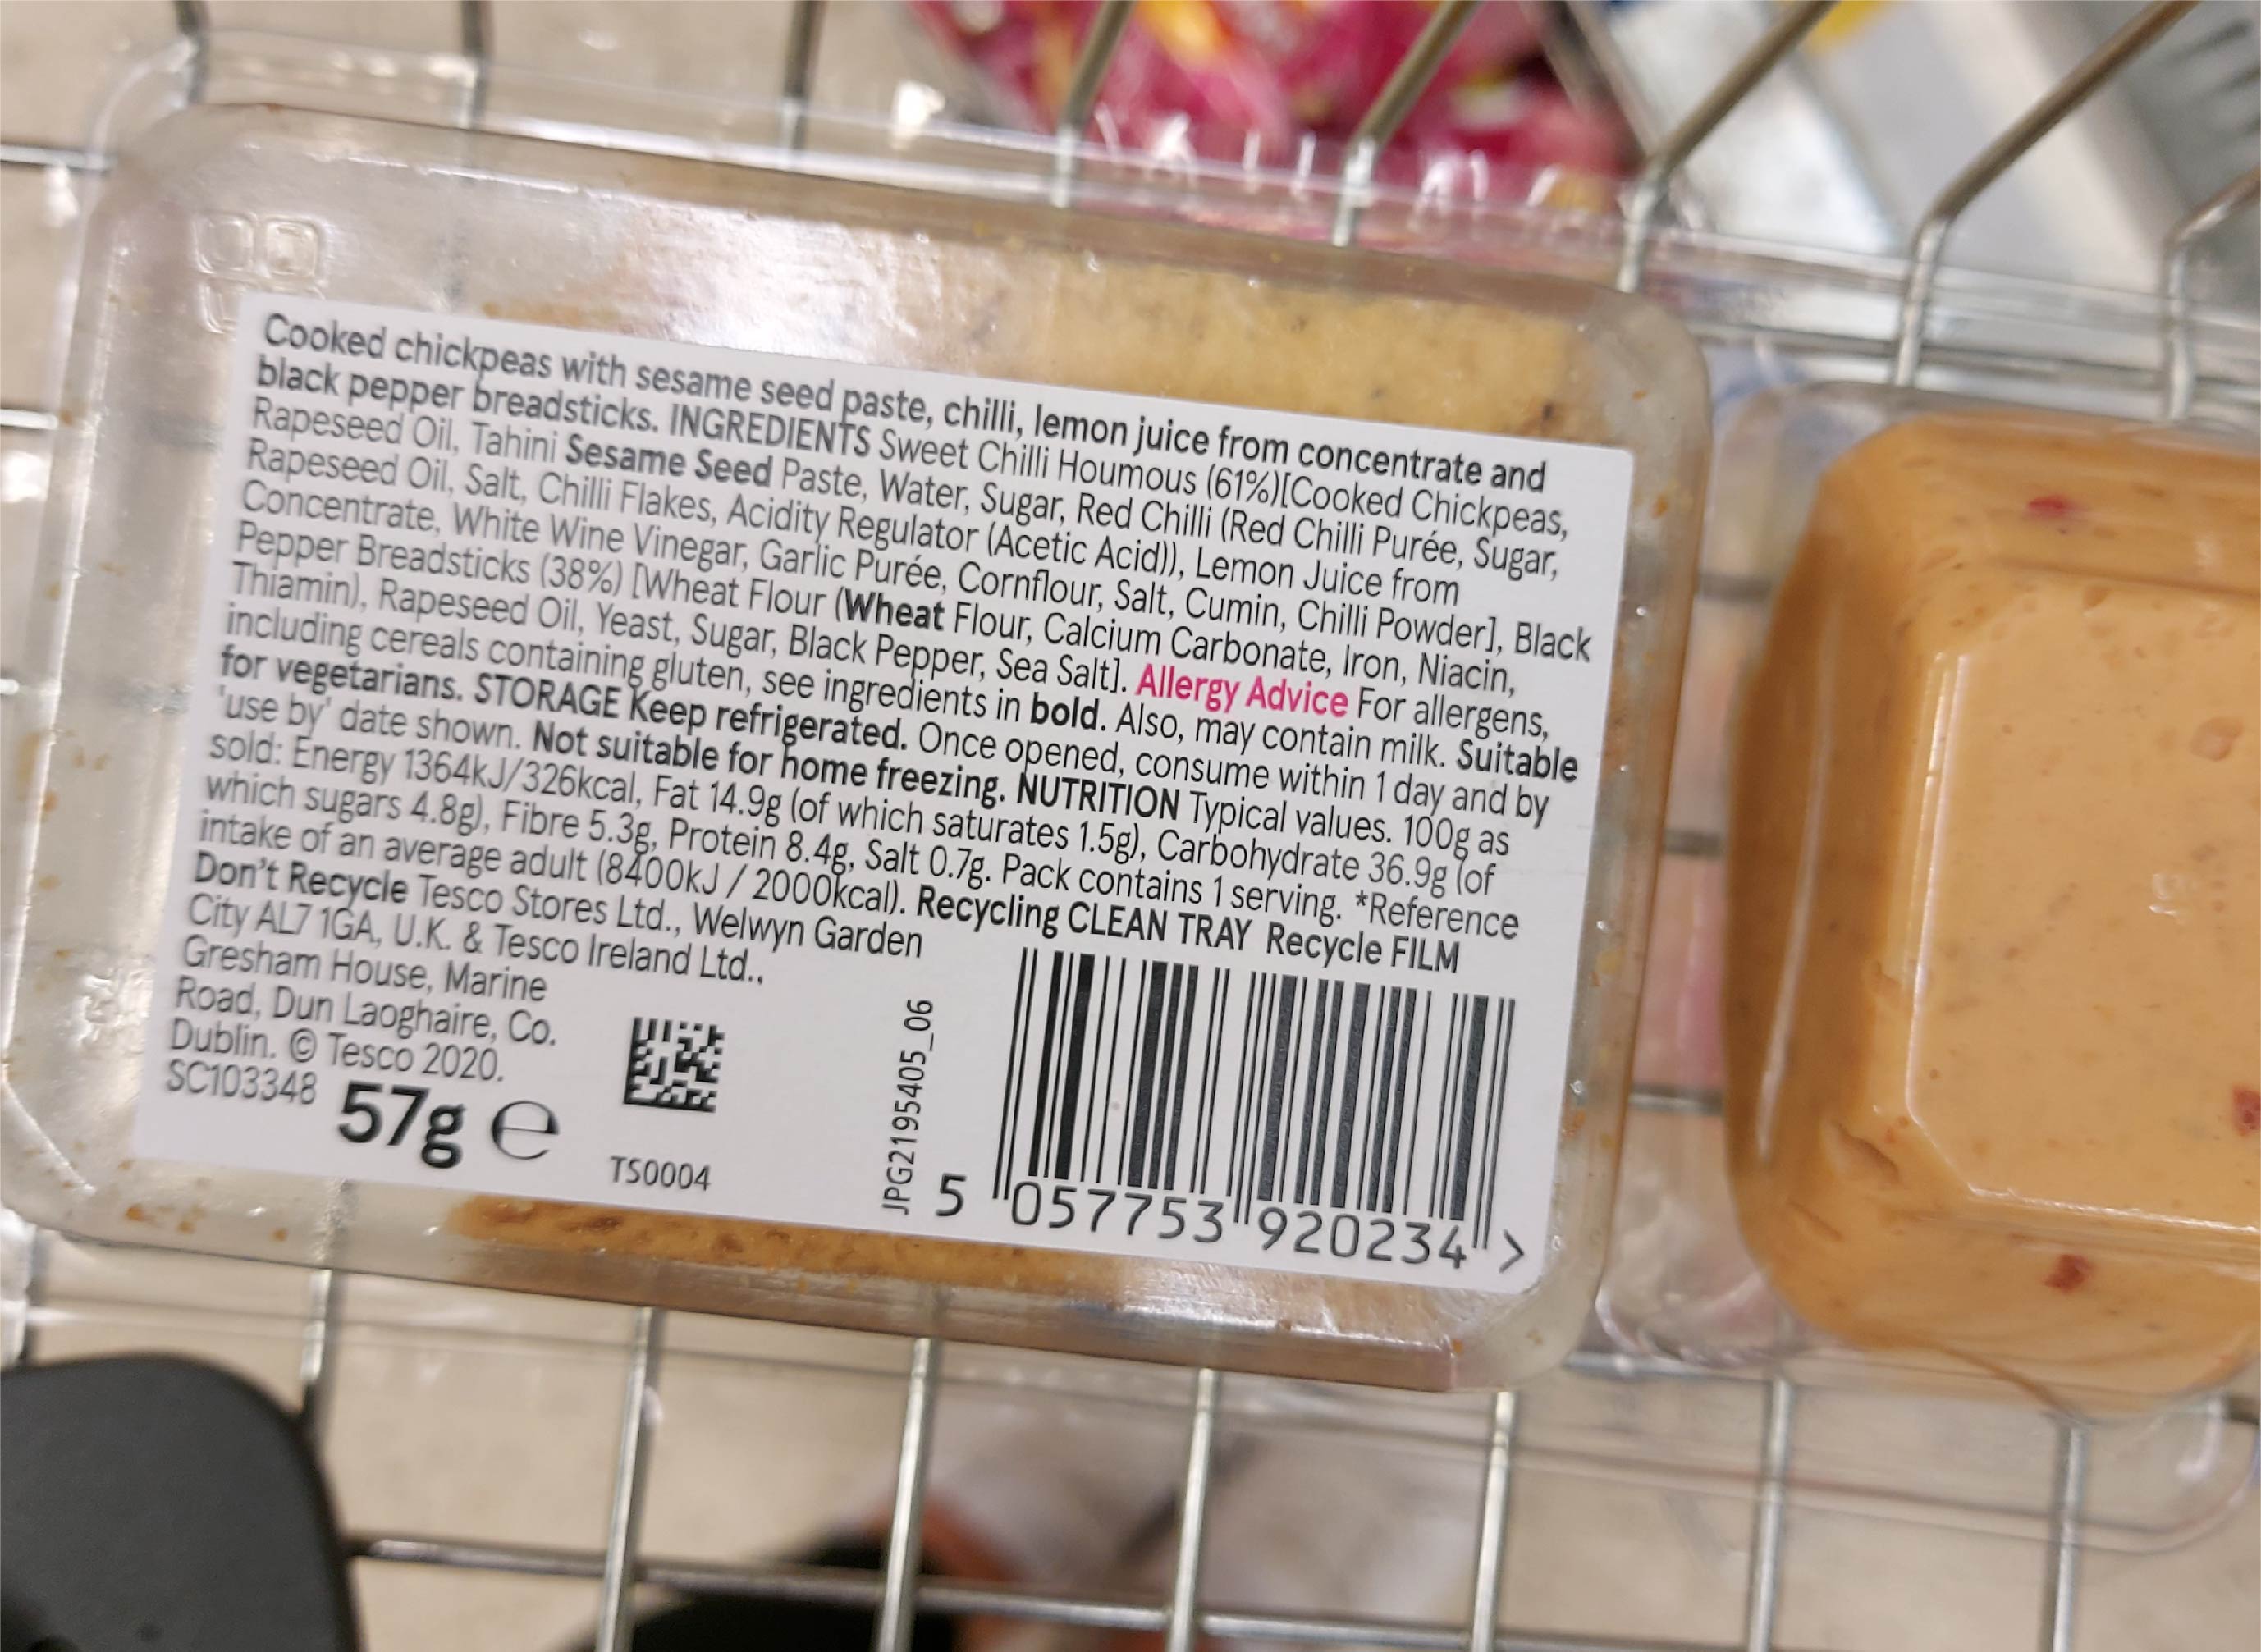 Cooked chickpeas with sesame seed paste, chilli, lemon juice from concentrate and
black pepper breadsticks. INGREDIENTS Sweet Chilli Houmous (61%)[Cooked Chickpeas,
Rapeseed Oil, Tahini Sesame Seed Paste, Water, Sugar, Red Chilli (Red Chilli Purée, Sugar,
Rapeseed Oil, Salt, Chilli Flakes, Acidity Regulator (Acetic Acid)), Lemon Juice from
Concentrate, White Wine Vinegar, Garlic Purée, Cornflour, Salt, Cumin, Chilli Powder], Black
Pepper Breadsticks (38%) [Wheat Flour (Wheat Flour, Calcium Carbonate, Iron, Niacin,
Thiamin), Rapeseed Oil, Yeast, Sugar, Black Pepper, Sea Salt]. Allergy Advice For allergens,
including cereals containing gluten, see ingredients in bold. Also, may contain milk. Suitable
for vegetarians. STORAGE Keep refrigerated. Once opened, consume within 1 day and by
'use by' date shown. Not suitable for home freezing. NUTRITION Typical values. 100g as
sold: Energy 1364kJ/326kcal, Fat 14.9g (of which saturates 1.5g), Carbohydrate 36.9g (of
which sugars 4.8g), Fibre 5.3g, Protein 8.4g, Salt 0.7g. Pack contains 1 serving. *Reference
intake of an average adult (8400kJ / 2000kcal). Recycling CLEAN TRAY Recycle FILM
Don't Recycle Tesco Stores Ltd., Welwyn Garden
City AL7 1GA, U.K. & Tesco Ireland Ltd.,
Gresham House, Marine
Road, Dun Laoghaire, Co.
Dublin. © Tesco 2020.
SC103348
57g e
TS0004
JPG2195405_06
5 057753 920234 >